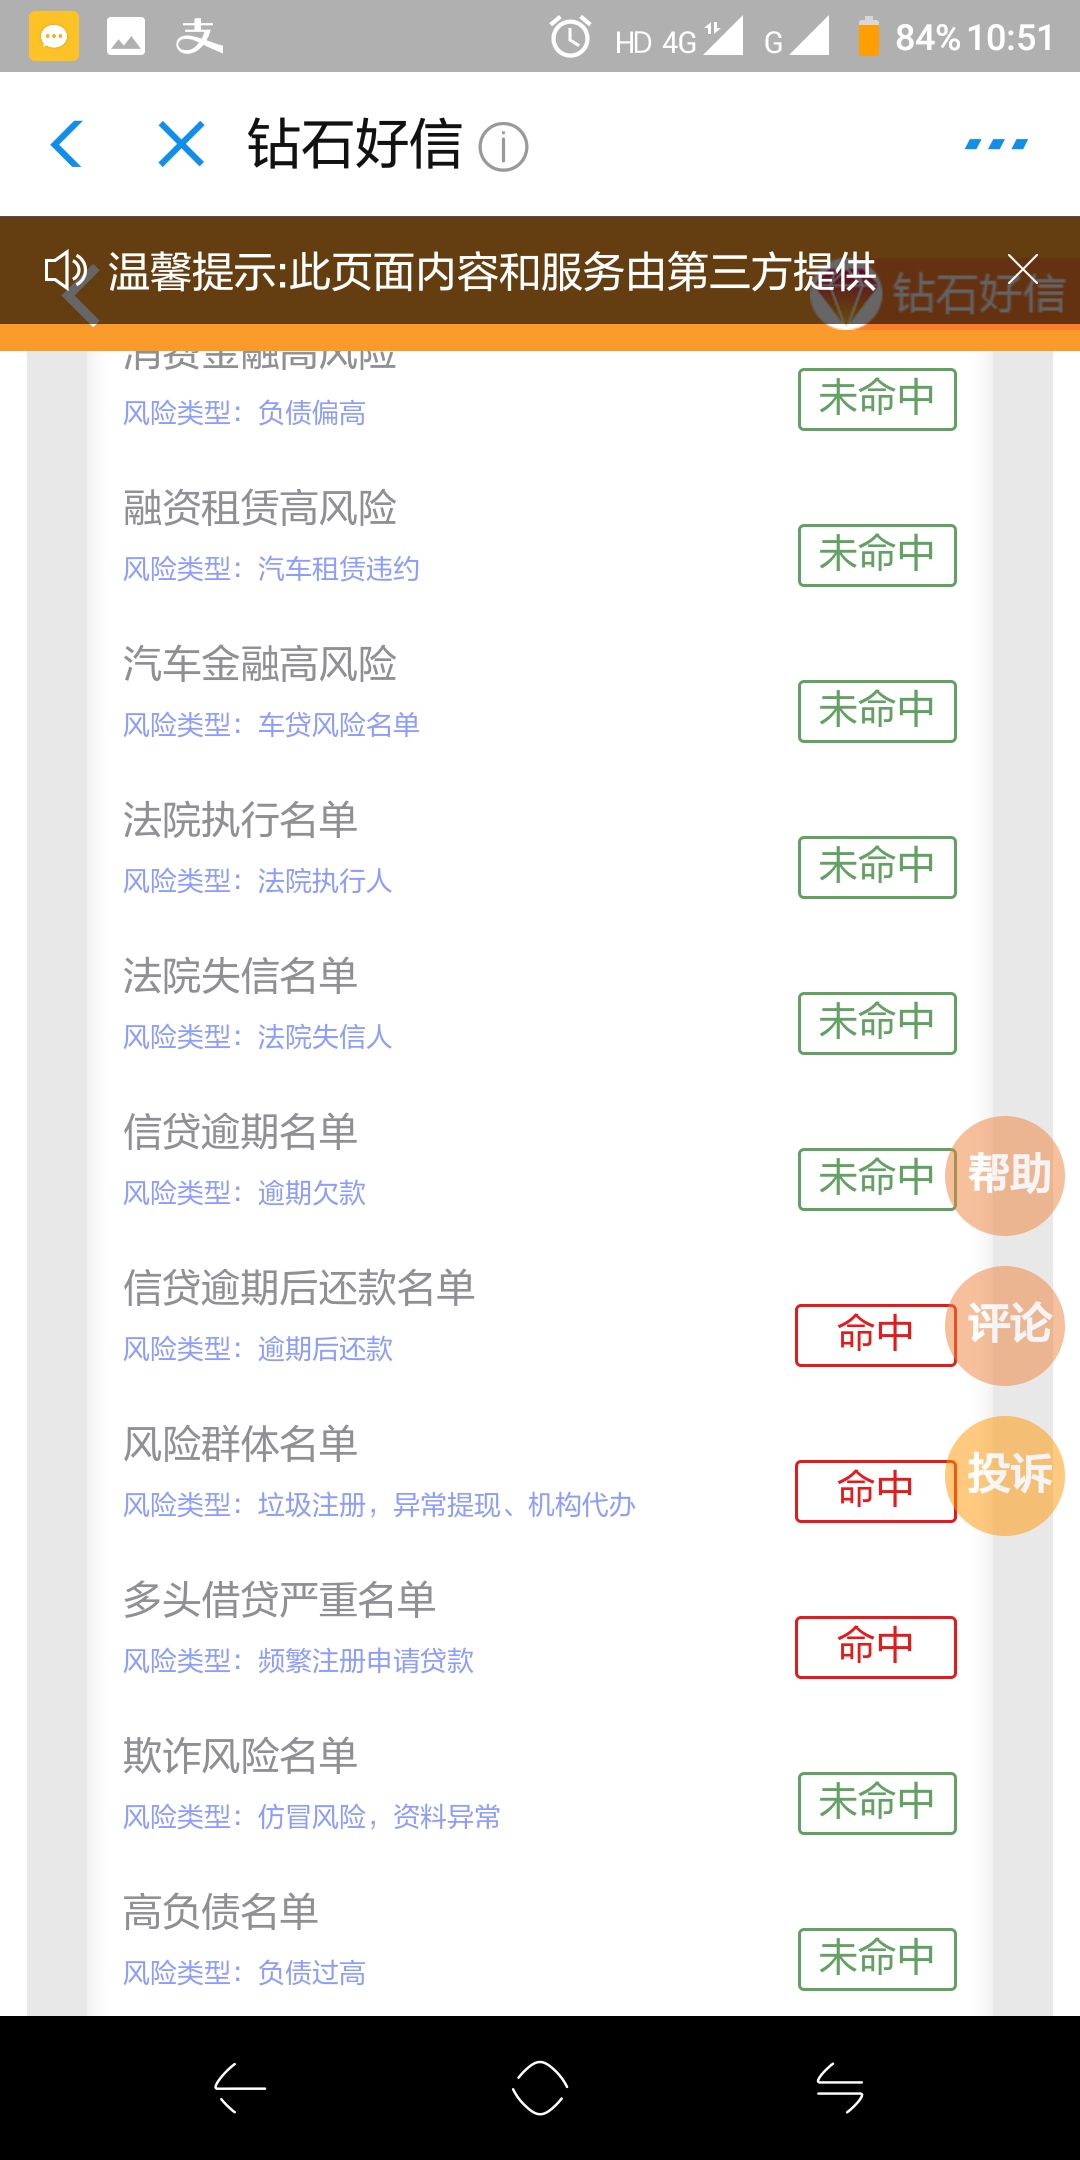 HD 4G G 84% 10:51
钻石好信
温馨提示:此页面内容和服务由第三方提供
钻石好信
消费金融高风险
未命中
风险类型：负债偏高
融资租赁高风险
未命中
风险类型：汽车租赁违约
汽车金融高风险
未命中
风险类型：车贷风险名单
法院执行名单
未命中
风险类型：法院执行人
法院失信名单
未命中
风险类型：法院失信人
信贷逾期名单
未命中
帮助
风险类型：逾期欠款
信贷逾期后还款名单
命中
评论
风险类型：逾期后还款
风险群体名单
命中
投诉
风险类型：垃圾注册，异常提现、机构代办
多头借贷严重名单
命中
风险类型：频繁注册申请贷款
欺诈风险名单
未命中
风险类型：仿冒风险，资料异常
高负债名单
未命中
风险类型：负债过高